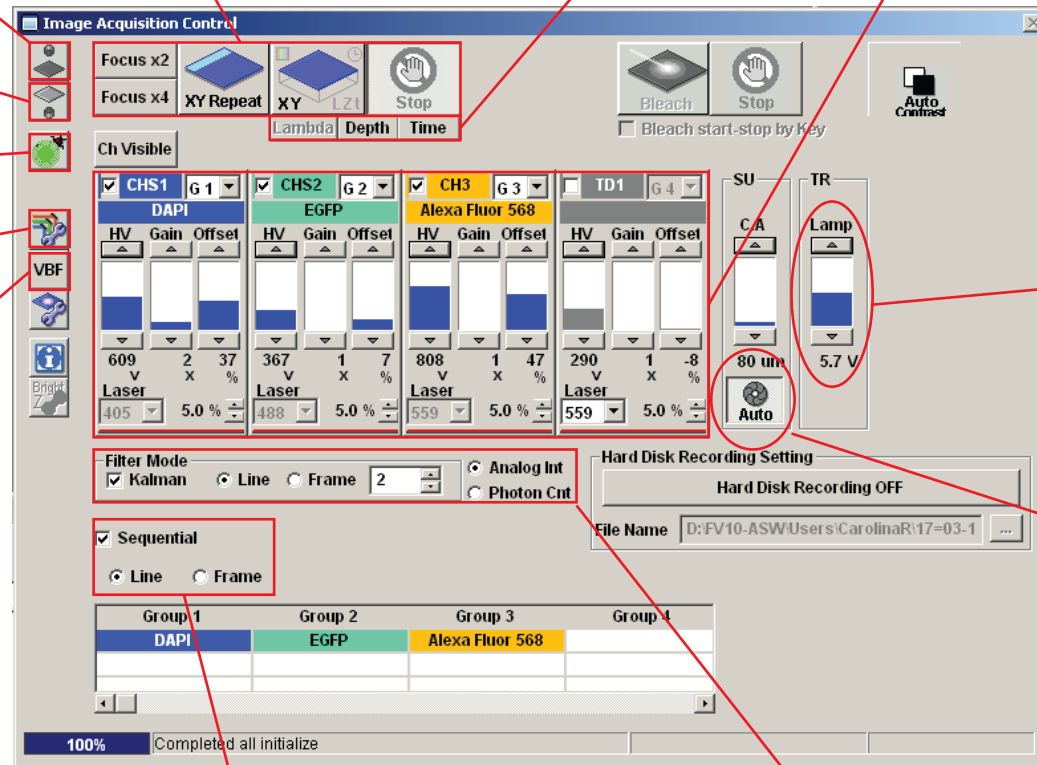 Image Acquisition Control
Focus x2
Focus x4
XY Repeat
XY
LZt
Stop
Lambda Depth Time
Bleach
Stop
Bleach start-stop by Key
Auto
Contrast
Ch Visible
CHS1 G 1
DAPI
HV Gain Offset
609 2 37
V X %
Laser
405 5.0 %
CHS2 G 2
EGFP
HV Gain Offset
367 1 7
V X %
Laser
488 5.0 %
CH3 G 3
Alexa Fluor 568
HV Gain Offset
808 1 47
V X %
Laser
559 5.0 %
TD1 G 4
HV Gain Offset
290 1 -8
V X %
Laser
559 5.0 %
SU
C.A
80 um
Auto
TR
Lamp
5.7 V
VBF
Bright
Z
Filter Mode
Kalman Line Frame 2
Analog Int
Photon Cnt
Hard Disk Recording Setting
Hard Disk Recording OFF
File Name D:\FV10-ASW\Users\CarolinaR\17=03-1 ...
Sequential
Line Frame
Group 1 Group 2 Group 3 Group 4
DAPI EGFP Alexa Fluor 568
100% Completed all initialize